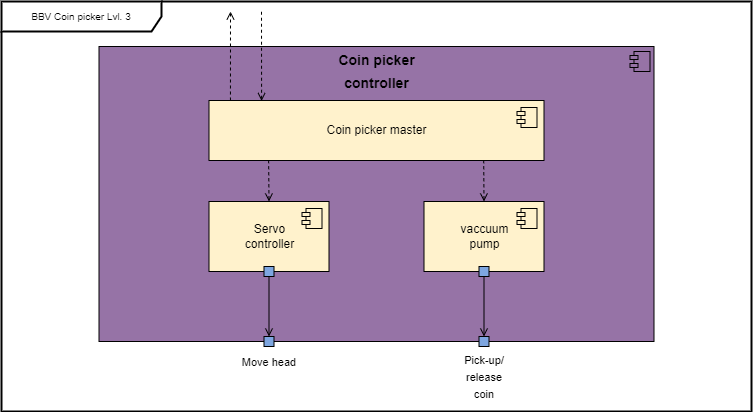 BBV Coin picker Lvl. 3
Coin picker
controller
Coin picker master
Servo
controller
vaccuum
pump
Move head
Pick-up/
release
coin